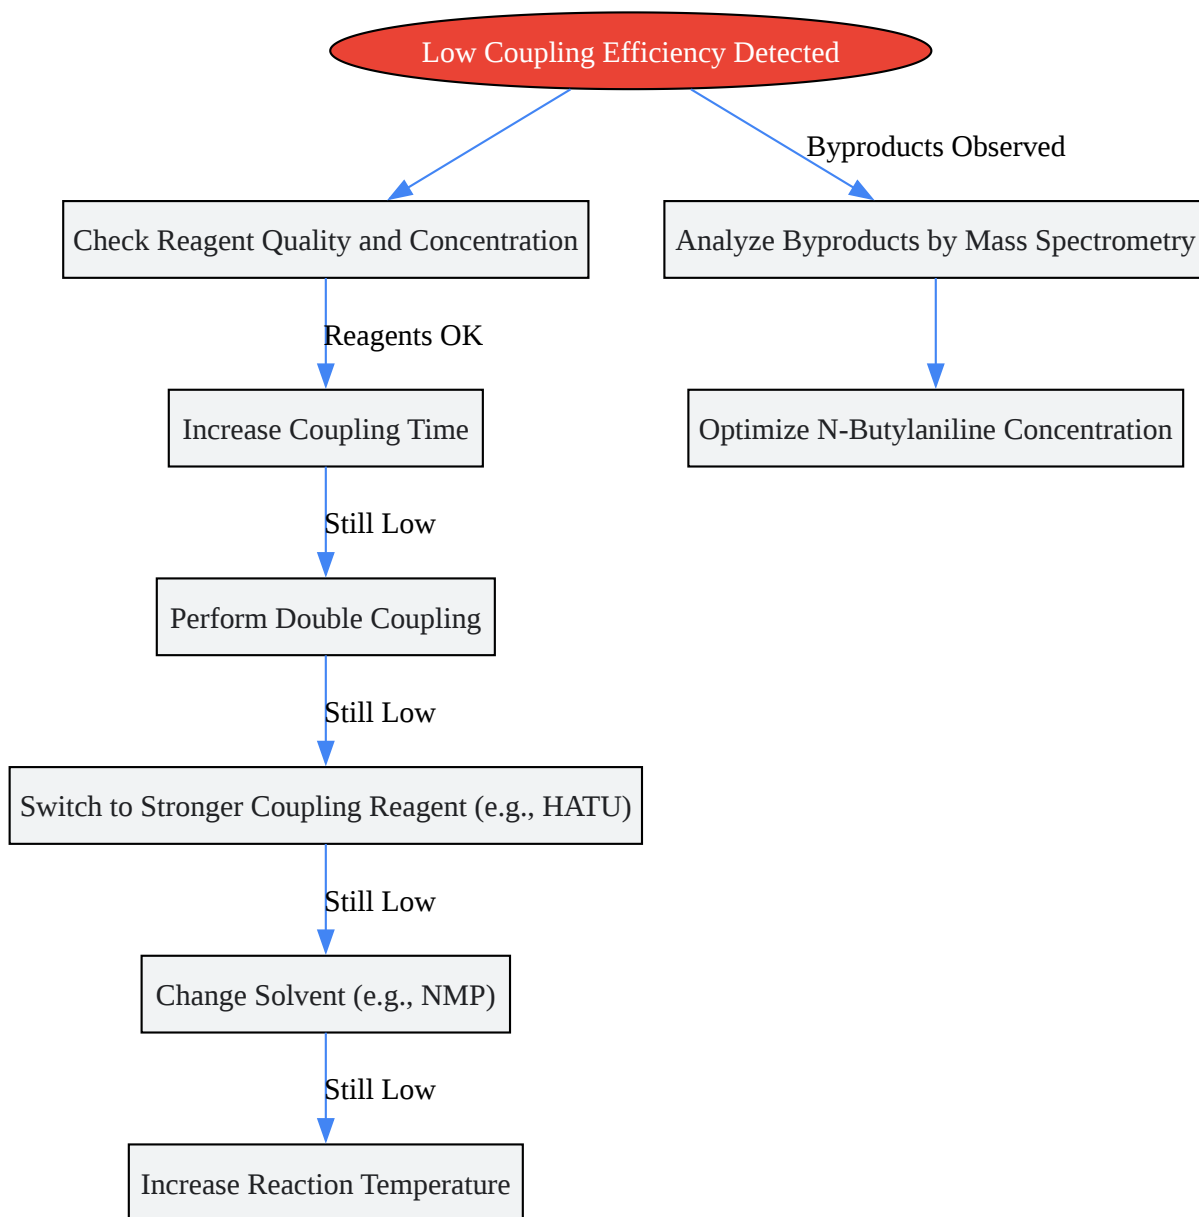 Low Coupling Efficiency Detected
Byproducts Observed
Check Reagent Quality and Concentration
Analyze Byproducts by Mass Spectrometry
Reagents OK
Increase Coupling Time
Optimize N-Butylaniline Concentration
Still Low
Perform Double Coupling
Still Low
Switch to Stronger Coupling Reagent (e.g., HATU)
Still Low
Change Solvent (e.g., NMP)
Still Low
Increase Reaction Temperature